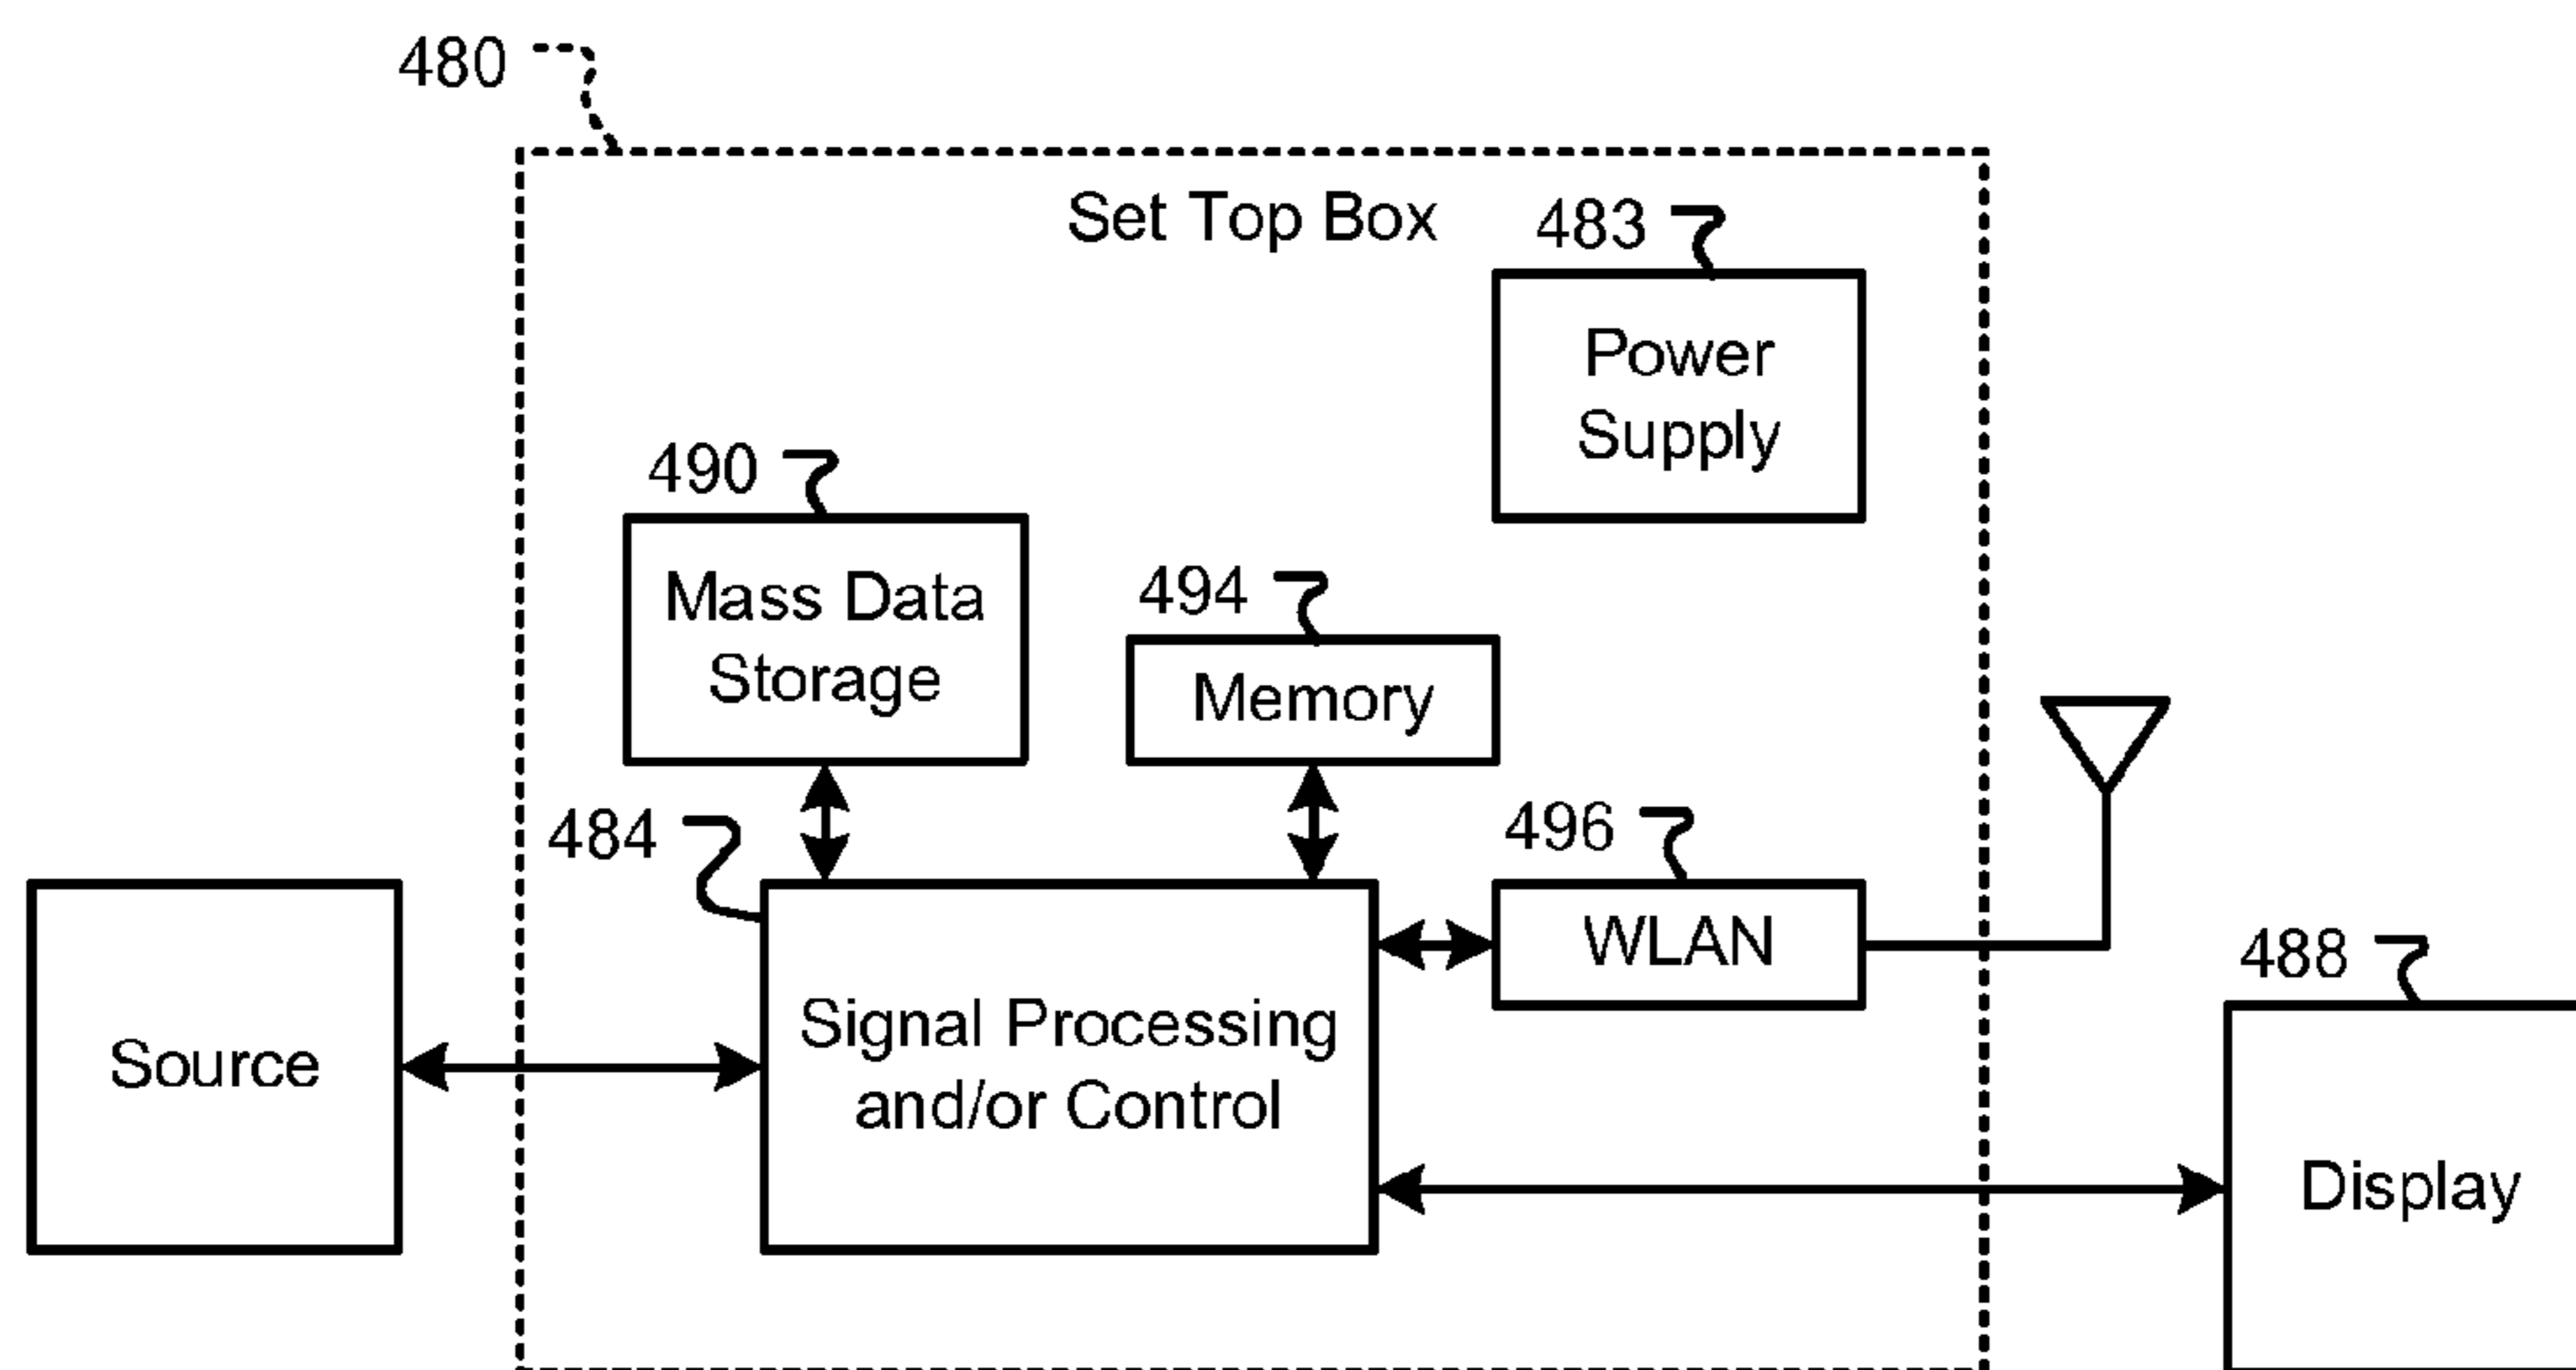 480
Set Top Box
483
Power
Supply
490
Mass Data
Storage
494
Memory
484
496
WLAN
Source
Signal Processing
and/or Control
488
Display